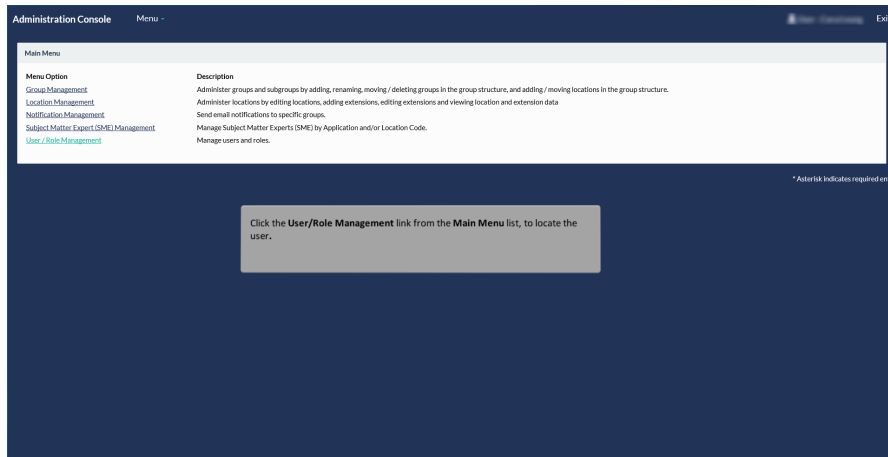 Administration Console Menu
Exi
Main Menu
Menu Option Description
Group Management Administer groups and subgroups by adding, renaming, moving / deleting groups in the group structure, and adding / moving locations in the group structure.
Location Management Administer locations by editing locations, adding extensions, editing extensions and viewing location and extension data
Notification Management Send email notifications to specific groups.
Subject Matter Expert (SME) Management Manage Subject Matter Experts (SME) by Application and/or Location Code.
User / Role Management Manage users and roles.
* Asterisk indicates required en
Click the User/Role Management link from the Main Menu list, to locate the
user.